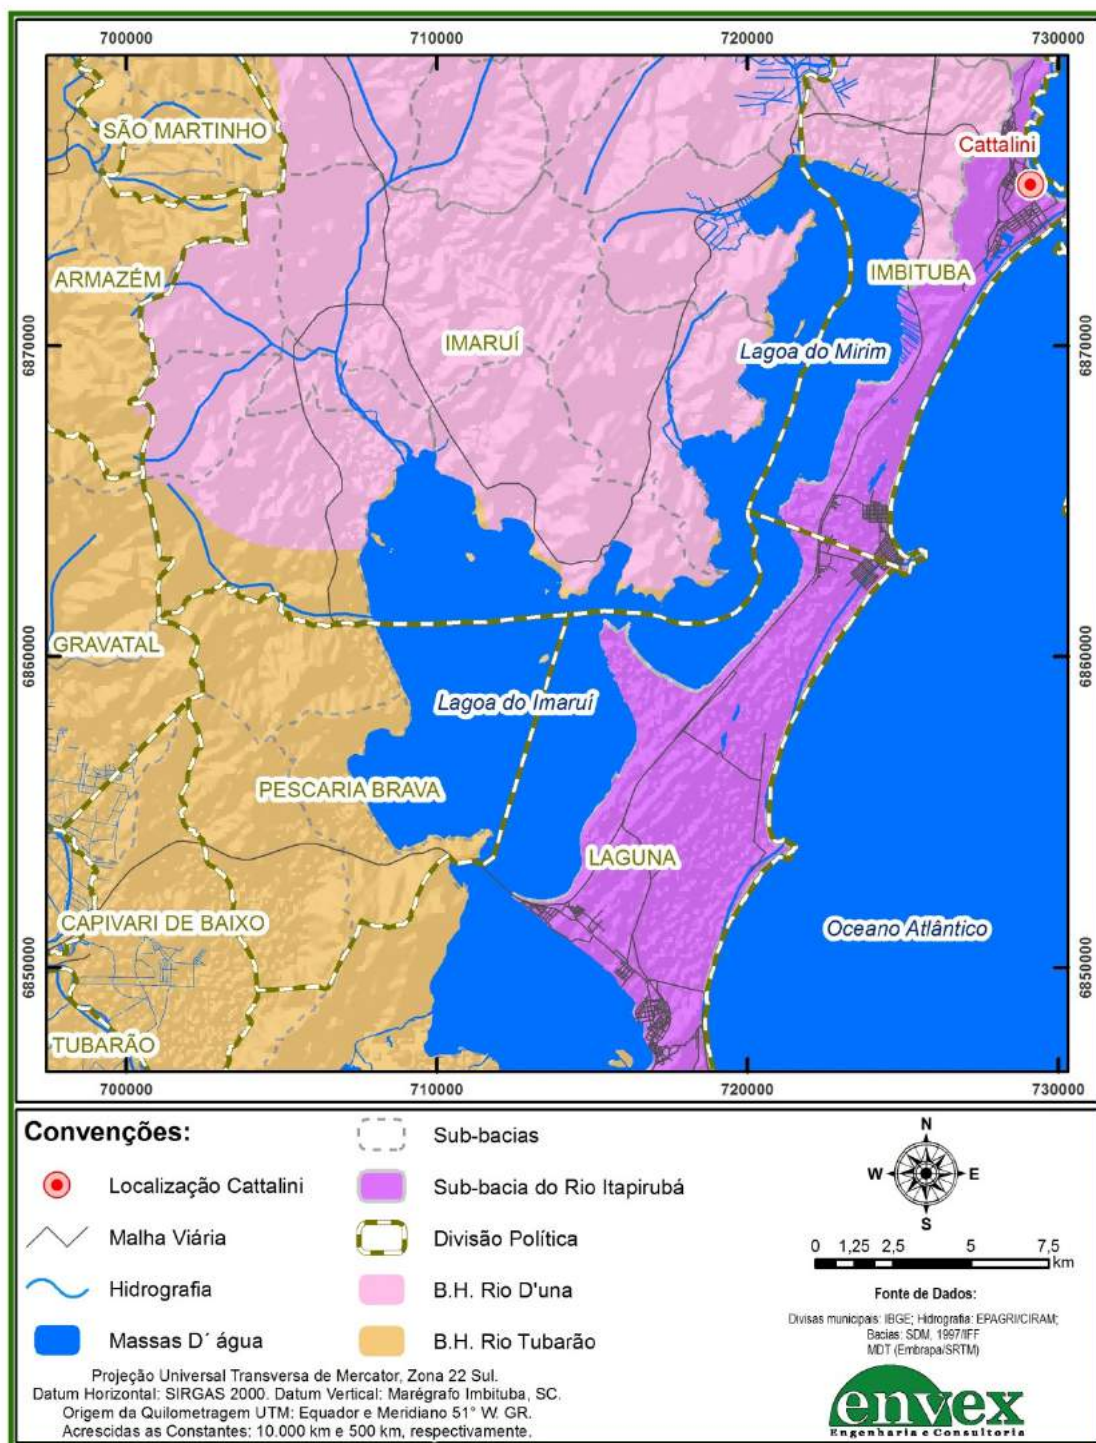 700000 710000 720000 730000
SÃO MARTINHO
Cattalini
ARMAZÉM
IMBITUBA
6870000 6870000
IMARUÍ
Lagoa do Mirim
GRAVATAL
6860000 6860000
Lagoa do Imaruí
PESCARIA BRAVA
LAGUNA
CAPIVARI DE BAIXO
Oceano Atlântico
6850000 6850000
TUBARÃO
700000 710000 720000 730000
Convenções:
Localização Cattalini
Malha Viária
Hidrografia
Massas D´ água
Sub-bacias
Sub-bacia do Rio Itapirubá
Divisão Política
B.H. Rio D'una
B.H. Rio Tubarão
N
W E
S
0 1,25 2,5 5 7,5
km
Fonte de Dados:
Divisas municipais: IBGE; Hidrografia: EPAGRI/CIRAM;
Bacias: SDM, 1997/IFF
MDT (Embrapa/SRTM)
Projeção Universal Transversa de Mercator, Zona 22 Sul.
Datum Horizontal: SIRGAS 2000. Datum Vertical: Marégrafo Imbituba, SC.
Origem da Quilometragem UTM: Equador e Meridiano 51° W. GR.
Acrescidas as Constantes: 10.000 km e 500 km, respectivamente.
envex
Engenharia e Consultoria